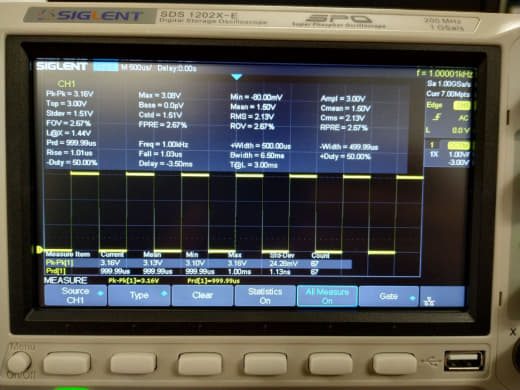 SIGLENT SDS 1202X-E
Digital Storage Oscilloscope
SPO
Super Phosphor Oscilloscope
200 MHz
1 GSa/s
SIGLENT M 500us/ Delay:0.00s
f = 1.00001kHz
Sa 1.00GSa/s
Curr 7.00Mpts
Edge
AC
L 0.0V
1
1X 1.00V/
-3.00V
CH1
Pk-Pk = 3.16V Max = 3.08V Min = -80.00mV Ampl = 3.00V
Top = 3.00V Base = 0.0pV Mean = 1.50V Cmean = 1.50V
Stdev = 1.51V Cstd = 1.51V RMS = 2.13V Crms = 2.13V
FOV = 2.67% FPRE = 2.67% ROV = 2.67% RPRE = 2.67%
L@X = 1.44V
Prd = 999.99us Freq = 1.00kHz +Width = 500.00us -Width = 499.99us
Rise = 1.01us Fall = 1.03us Bwidth = 6.50ms +Duty = 50.00%
-Duty = 50.00% Delay = -3.50ms T@L = 3.00ms
Measure Item Current Mean Min Max Std-Dev Count
Pk-Pk[1] 3.16V 3.13V 3.10V 3.16V 24.28mV 67
Prd[1] 999.99us 999.99us 999.99us 1.00ms 1.13ns 67
MEASURE Pk-Pk[1]=3.16V Prd[1]=999.99us
Source
CH1
Type
Clear
Statistics
On
All Measure
On
Gate
Menu
On/Off
X